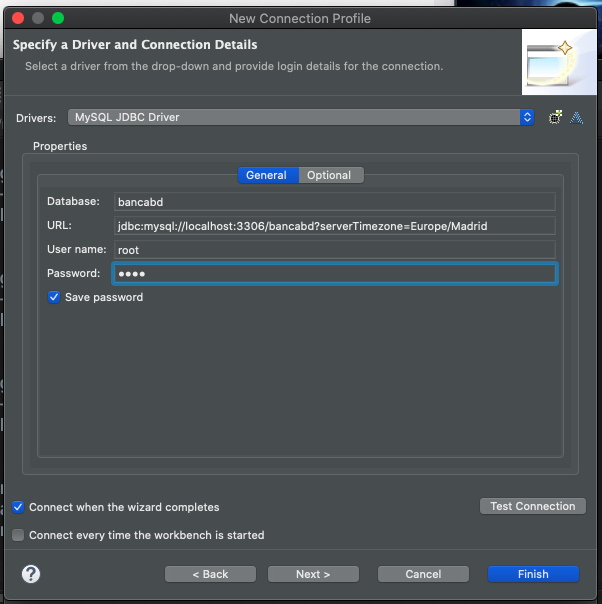 New Connection Profile
Specify a Driver and Connection Details
Select a driver from the drop-down and provide login details for the connection.
Drivers: MySQL JDBC Driver
Properties
General Optional
Database: bancabd
URL: jdbc:mysql://localhost:3306/bancabd?serverTimezone=Europe/Madrid
User name: root
Password: ●●●●
Save password
Connect when the wizard completes
Test Connection
Connect every time the workbench is started
? < Back Next > Cancel Finish